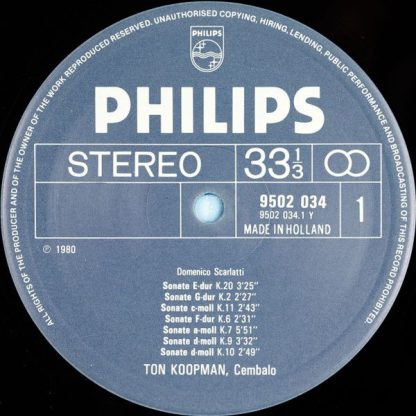 ALL RIGHTS OF THE PRODUCER AND OF THE OWNER OF THE WORK REPRODUCED RESERVED. UNAUTHORISED COPYING, HIRING, LENDING, PUBLIC PERFORMANCE AND BROADCASTING OF THIS RECORD PROHIBITED.
PHILIPS
PHILIPS
STEREO 33 1/3
9502 034
9502 034.1 Y
MADE IN HOLLAND
1
℗ 1980
Domenico Scarlatti
Sonate E-dur K.20 3'25"
Sonate G-dur K.2 2'27"
Sonate c-moll K.11 2'43"
Sonate F-dur K.6 2'31"
Sonate a-moll K.7 5'51"
Sonate d-moll K.9 3'32"
Sonate d-moll K.10 2'49"
TON KOOPMAN, Cembalo